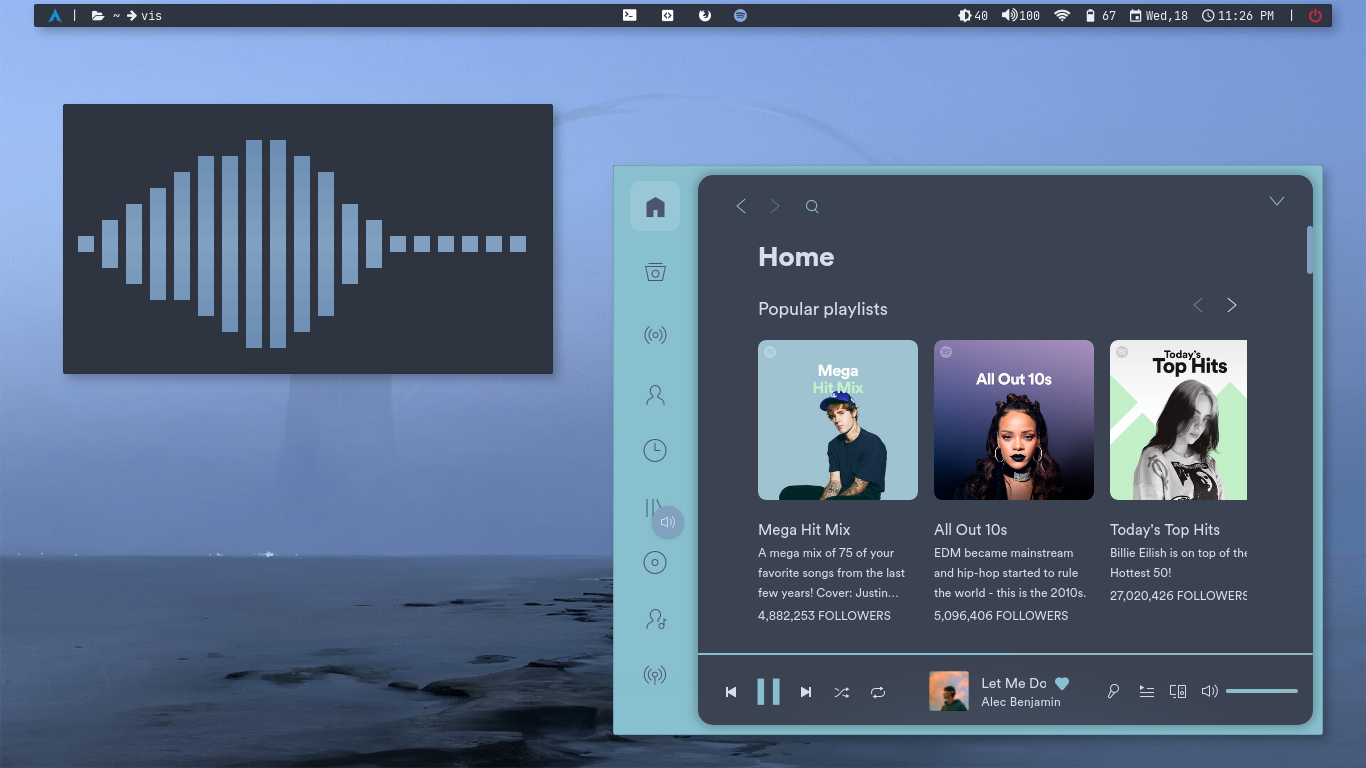 | ~ vis
40 100 67 Wed,18 11:26 PM |
Home
Popular playlists
Mega
Hit Mix
All Out 10s
Today's
Top Hits
Mega Hit Mix
A mega mix of 75 of your
favorite songs from the last
few years! Cover: Justin...
4,882,253 FOLLOWERS
All Out 10s
EDM became mainstream
and hip-hop started to rule
the world - this is the 2010s.
5,096,406 FOLLOWERS
Today's Top Hits
Billie Eilish is on top of the
Hottest 50!
27,020,426 FOLLOWERS
Let Me Do
Alec Benjamin